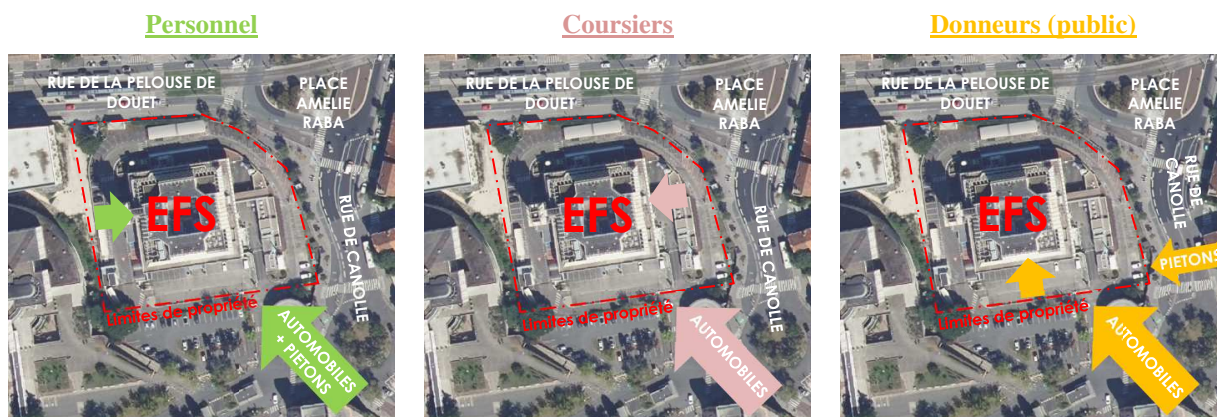 Personnel
RUE DE LA PELOUSE DE
DOUET
PLACE
AMELIE
RABA
EFS
RUE DE CANOLLE
Limites de propriété
AUTOMOBILES
+ PIETONS
Coursiers
RUE DE LA PELOUSE DE
DOUET
PLACE
AMELIE
RABA
EFS
RUE DE CANOLLE
Limites de propriété
AUTOMOBILES
Donneurs (public)
RUE DE LA PELOUSE DE
DOUET
PLACE
AMELIE
RABA
RUE DE
CANOLLE
EFS
PIETONS
Limites de propriété
AUTOMOBILES